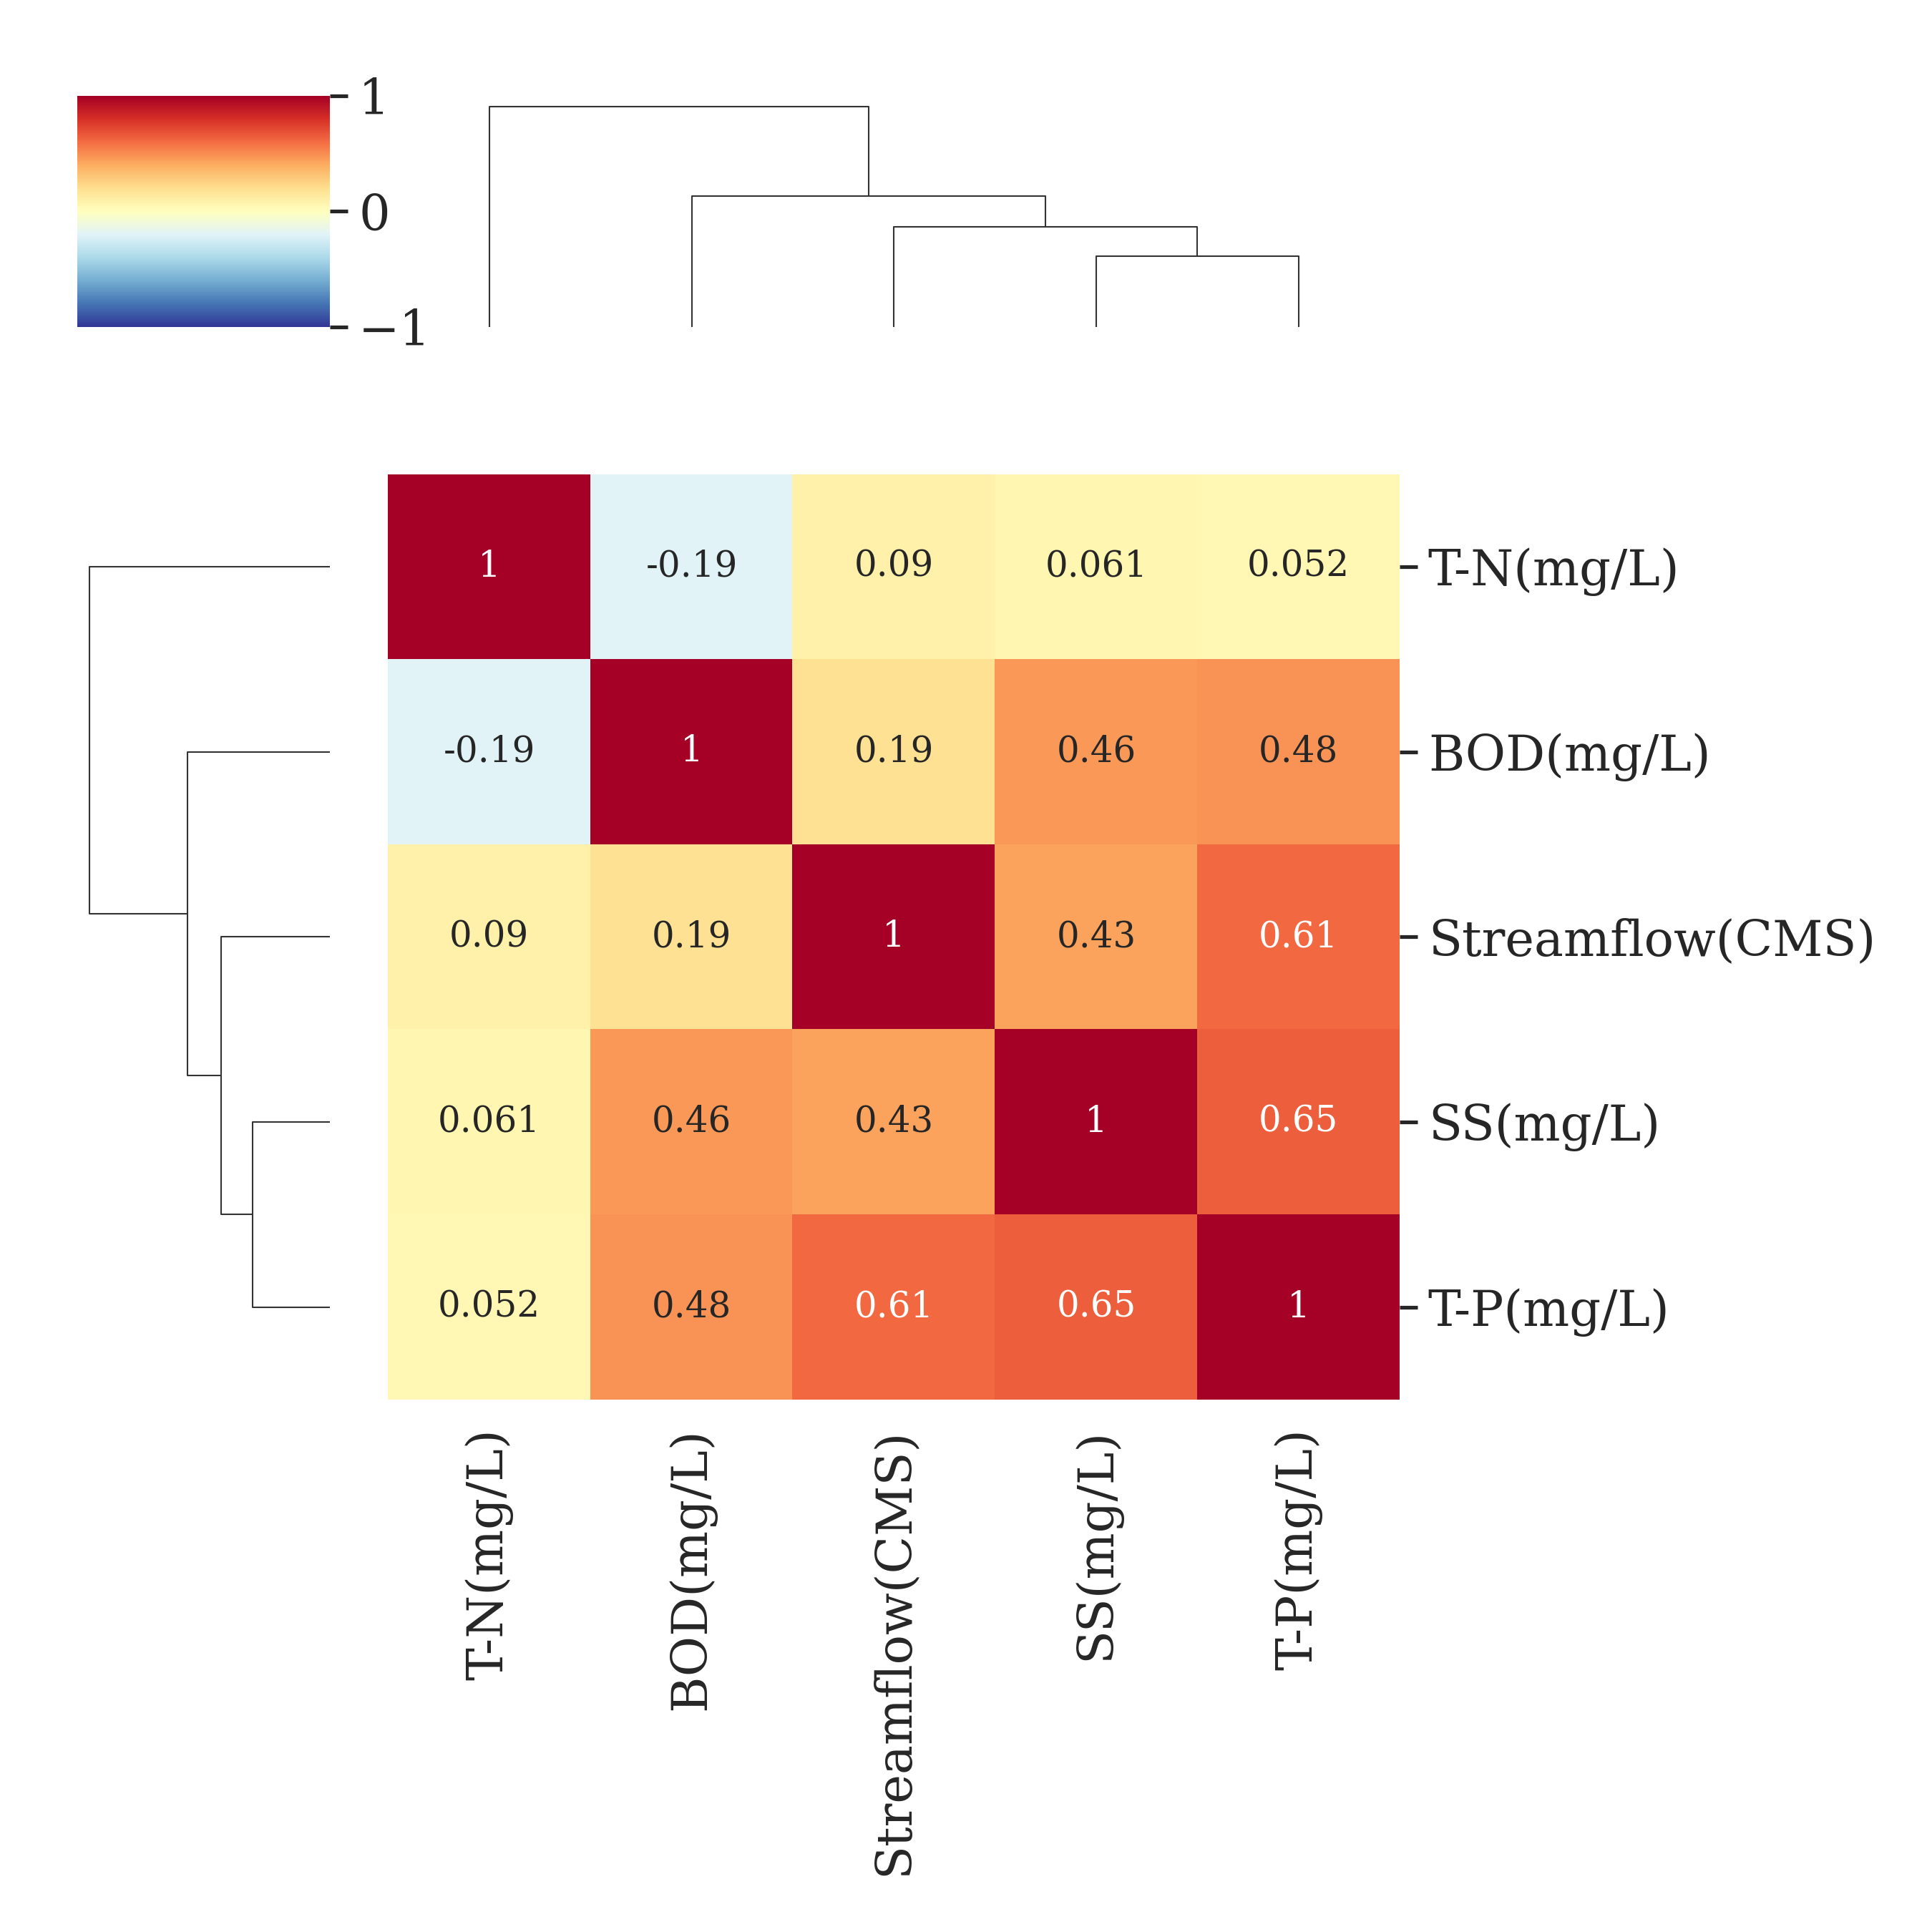 1
0
−1
1 -0.19 0.09 0.061 0.052 T-N(mg/L)
-0.19 1 0.19 0.46 0.48 BOD(mg/L)
0.09 0.19 1 0.43 0.61 Streamflow(CMS)
0.061 0.46 0.43 1 0.65 SS(mg/L)
0.052 0.48 0.61 0.65 1 T-P(mg/L)
T-N(mg/L)
BOD(mg/L)
Streamflow(CMS)
SS(mg/L)
T-P(mg/L)